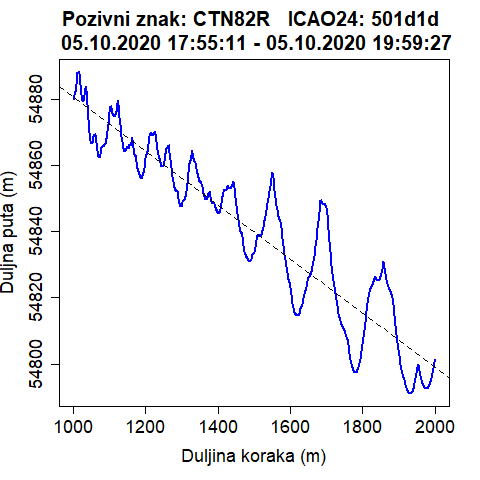 Pozivni znak: CTN82R   ICAO24: 501d1d
05.10.2020 17:55:11 - 05.10.2020 19:59:27
Duljna puta (m)
54880
54860
54840
54820
54800
1000 1200 1400 1600 1800 2000
Duljina koraka (m)